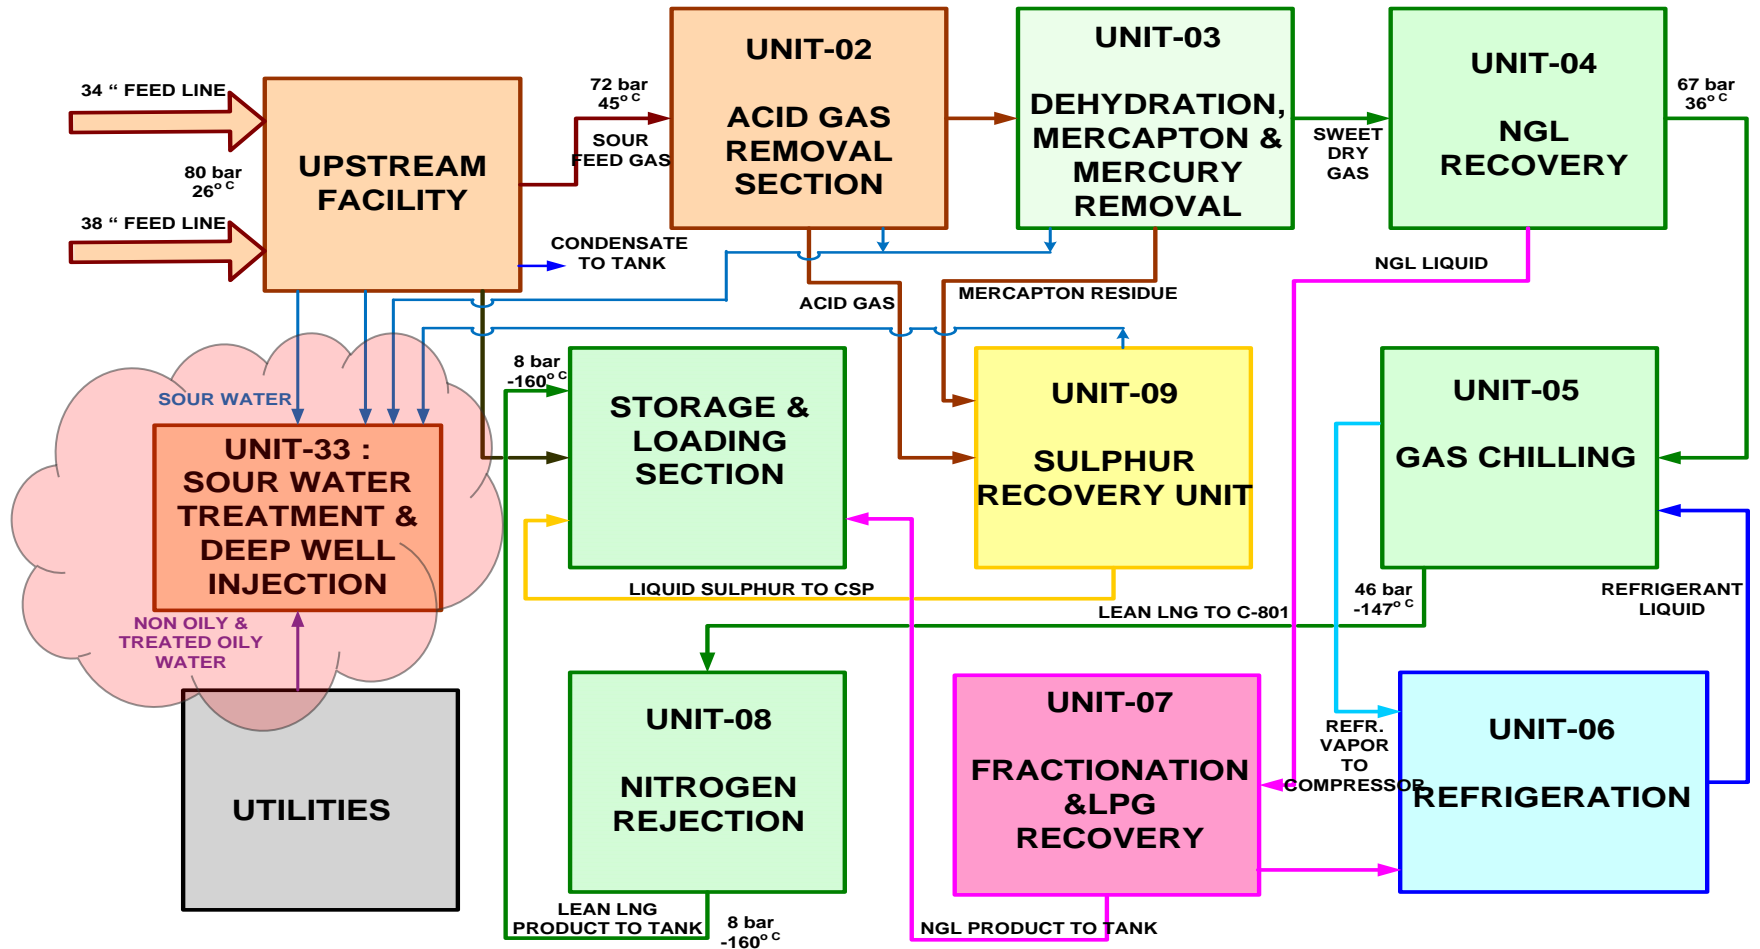 34 “ FEED LINE
80 bar
26° C
38 “ FEED LINE
UPSTREAM
FACILITY
72 bar
45° C
SOUR
FEED GAS
CONDENSATE
TO TANK
UNIT-02
ACID GAS
REMOVAL
SECTION
UNIT-03
DEHYDRATION,
MERCAPTON &
MERCURY
REMOVAL
SWEET
DRY
GAS
UNIT-04
NGL
RECOVERY
67 bar
36° C
ACID GAS
MERCAPTON RESIDUE
NGL LIQUID
SOUR WATER
UNIT-33 :
SOUR WATER
TREATMENT &
DEEP WELL
INJECTION
NON OILY &
TREATED OILY
WATER
UTILITIES
8 bar
-160° C
STORAGE &
LOADING
SECTION
UNIT-09
SULPHUR
RECOVERY UNIT
UNIT-05
GAS CHILLING
LIQUID SULPHUR TO CSP
LEAN LNG TO C-801
46 bar
-147° C
REFRIGERANT
LIQUID
UNIT-08
NITROGEN
REJECTION
UNIT-07
FRACTIONATION
&LPG
RECOVERY
REFR.
VAPOR
TO
COMPRESSOR
UNIT-06
REFRIGERATION
LEAN LNG
PRODUCT TO TANK
8 bar
-160° C
NGL PRODUCT TO TANK